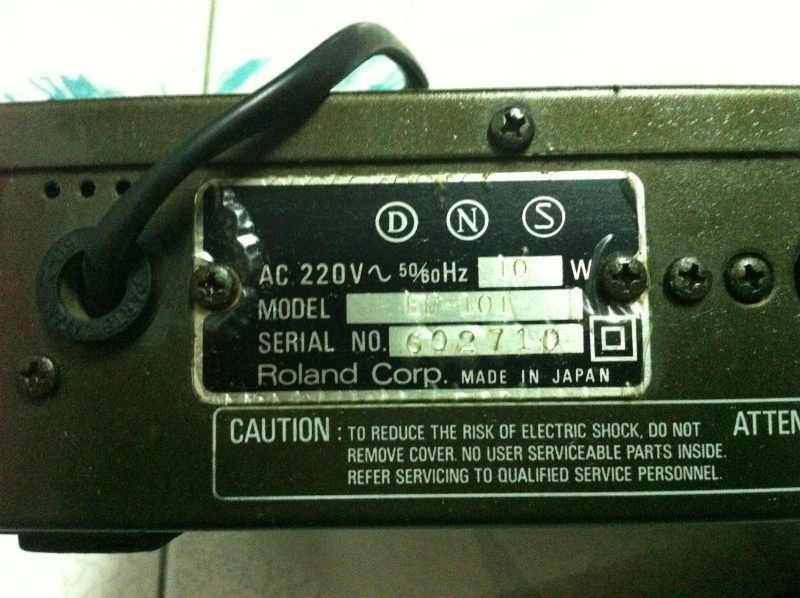 D N S
AC 220V～ 50/60Hz 10 W
MODEL EM-101
SERIAL NO. 602710
Roland Corp. MADE IN JAPAN
CAUTION : TO REDUCE THE RISK OF ELECTRIC SHOCK, DO NOT
REMOVE COVER. NO USER SERVICEABLE PARTS INSIDE.
REFER SERVICING TO QUALIFIED SERVICE PERSONNEL.
ATTEN